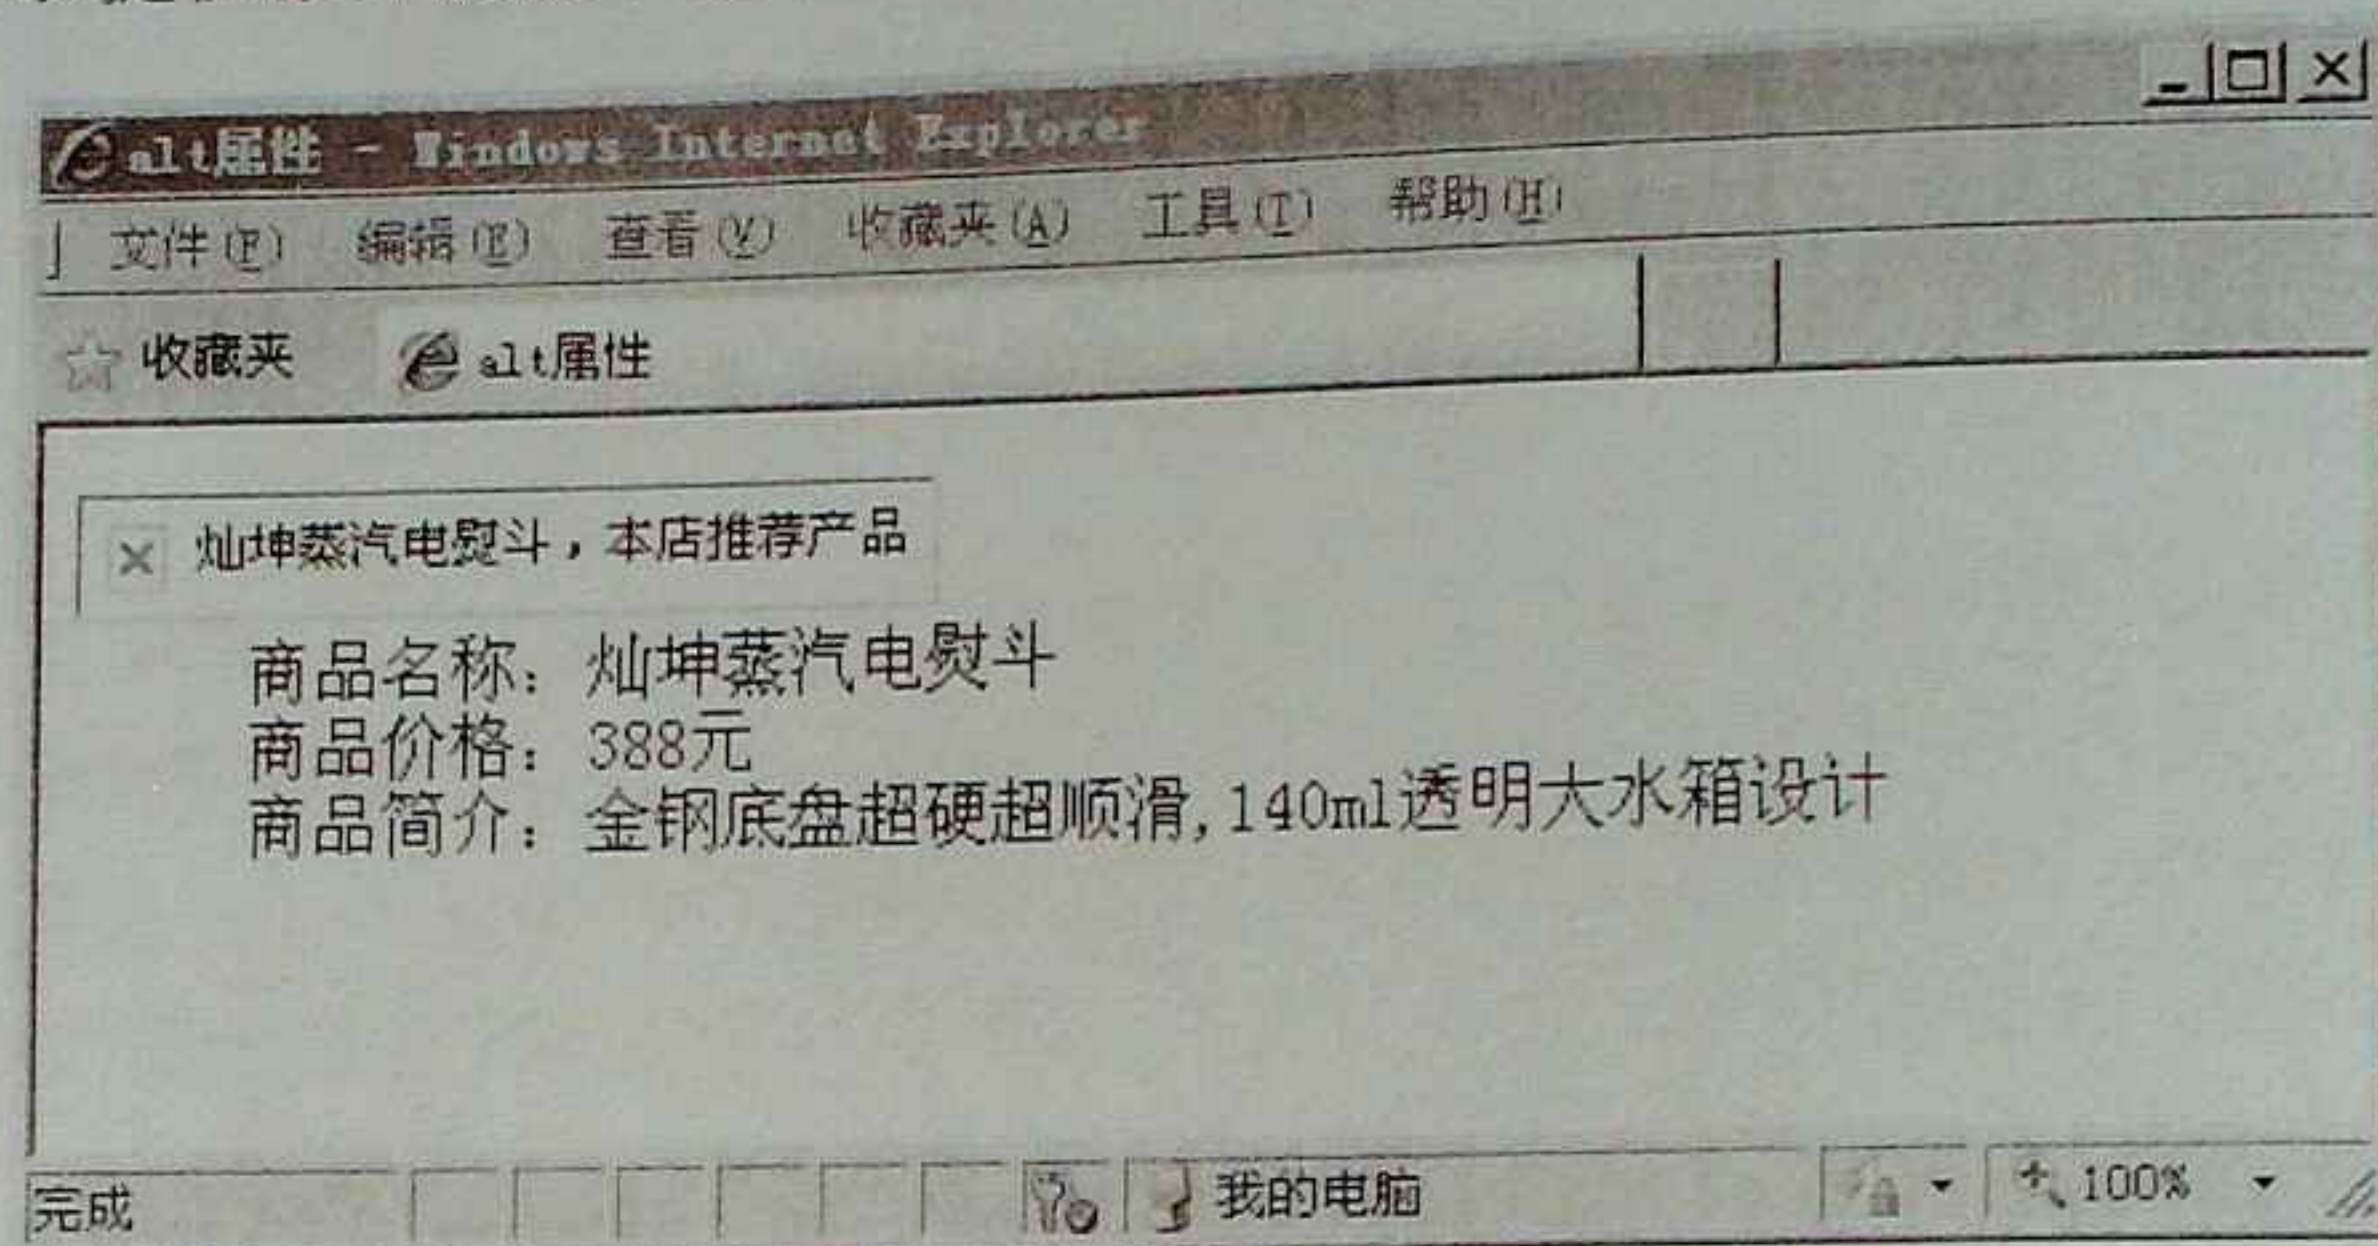 alt属性 - Windows Internet Explorer
文件(F) 编辑(E) 查看(V) 收藏夹(A) 工具(T) 帮助(H)
收藏夹 alt属性
灿坤蒸汽电熨斗，本店推荐产品
商品名称：灿坤蒸汽电熨斗
商品价格：388元
商品简介：金钢底盘超硬超顺滑,140ml透明大水箱设计
完成 我的电脑 100%